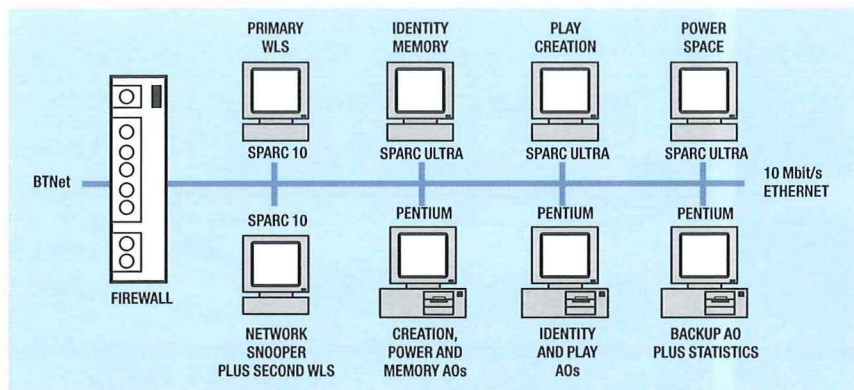 PRIMARY
WLS
IDENTITY
MEMORY
PLAY
CREATION
POWER
SPACE
SPARC 10
SPARC ULTRA
SPARC ULTRA
SPARC ULTRA
BTNet
10 Mbit/s
ETHERNET
SPARC 10
PENTIUM
PENTIUM
PENTIUM
FIREWALL
NETWORK
SNOOPER
PLUS SECOND WLS
CREATION,
POWER AND
MEMORY AOs
IDENTITY
AND PLAY
AOs
BACKUP AO
PLUS STATISTICS